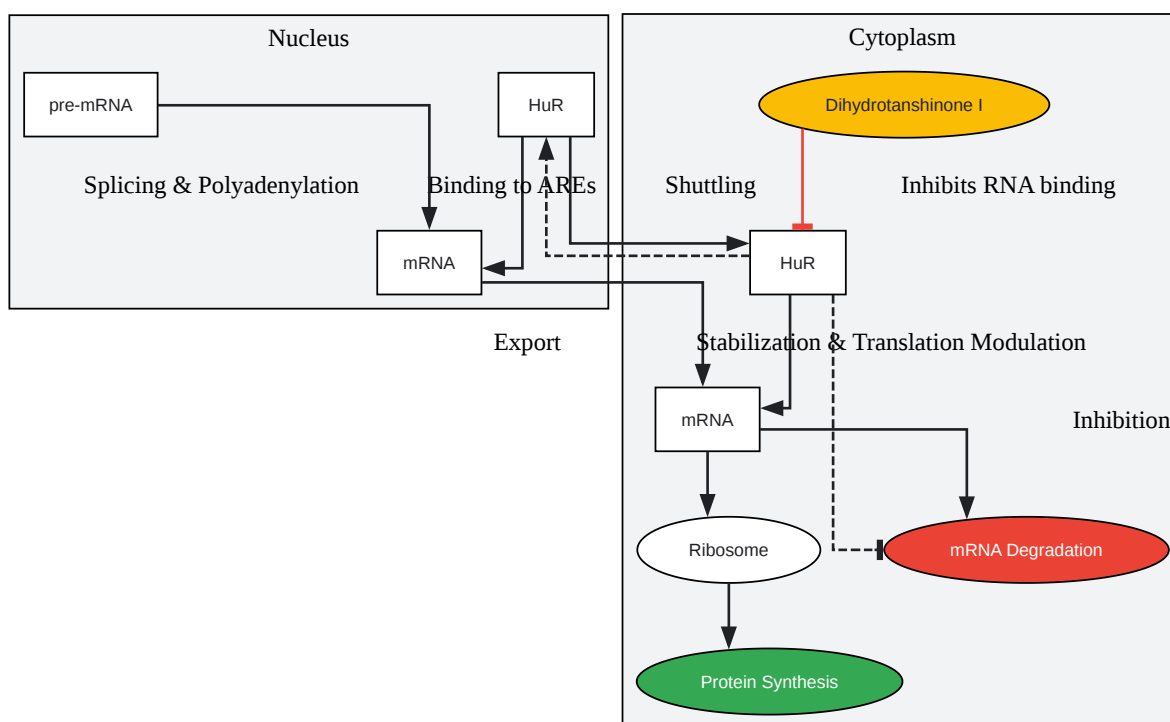 Nucleus
Cytoplasm
pre-mRNA
HuR
Dihydrotanshinone I
Splicing & Polyadenylation
Binding to AREs
Shuttling
Inhibits RNA binding
mRNA
HuR
Export
Stabilization & Translation Modulation
mRNA
Inhibition
Ribosome
mRNA Degradation
Protein Synthesis